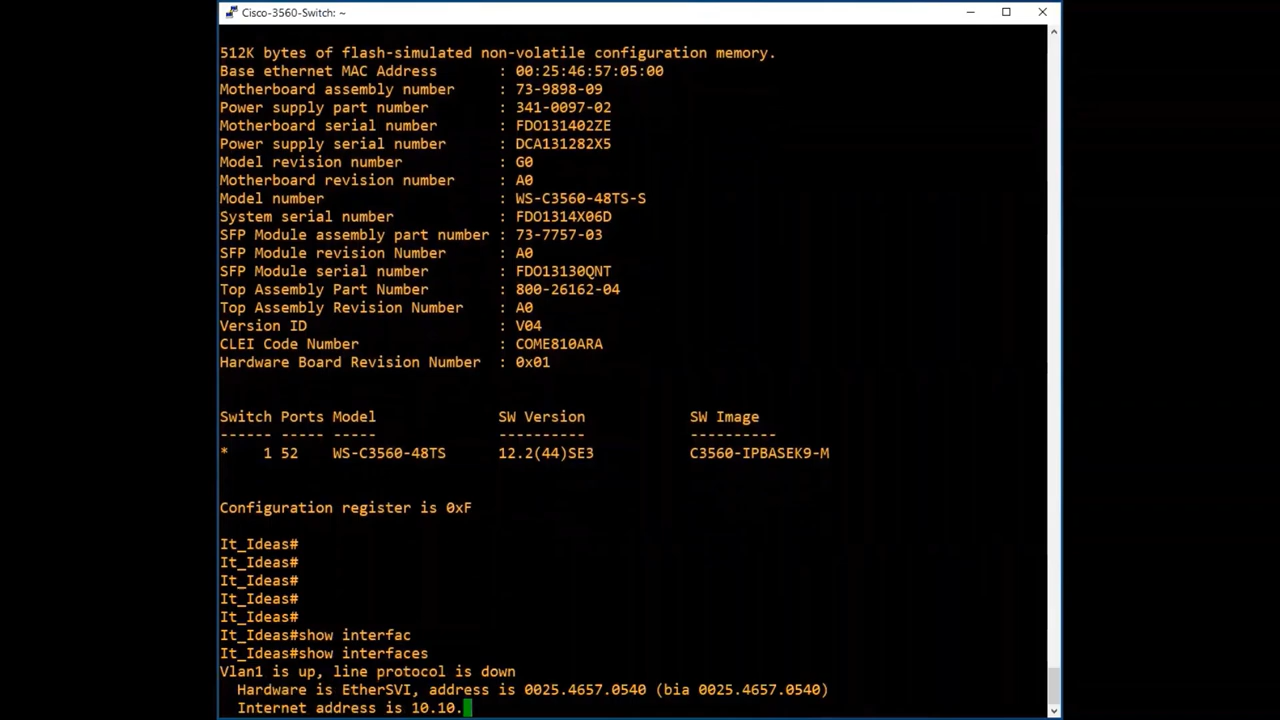 Cisco-3560-Switch: ~
512K bytes of flash-simulated non-volatile configuration memory.
Base ethernet MAC Address       : 00:25:46:57:05:00
Motherboard assembly number     : 73-9898-09
Power supply part number        : 341-0097-02
Motherboard serial number       : FDO131402ZE
Power supply serial number      : DCA131282X5
Model revision number           : G0
Motherboard revision number     : A0
Model number                    : WS-C3560-48TS-S
System serial number            : FDO1314X06D
SFP Module assembly part number : 73-7757-03
SFP Module revision Number      : A0
SFP Module serial number        : FDO13130QNT
Top Assembly Part Number        : 800-26162-04
Top Assembly Revision Number    : A0
Version ID                      : V04
CLEI Code Number                : COME810ARA
Hardware Board Revision Number  : 0x01
Switch Ports Model              SW Version            SW Image
------ ----- -----              ----------            ----------
*    1 52    WS-C3560-48TS      12.2(44)SE3           C3560-IPBASEK9-M
Configuration register is 0xF
It_Ideas#
It_Ideas#
It_Ideas#
It_Ideas#
It_Ideas#
It_Ideas#show interfac
It_Ideas#show interfaces
Vlan1 is up, line protocol is down
  Hardware is EtherSVI, address is 0025.4657.0540 (bia 0025.4657.0540)
  Internet address is 10.10.